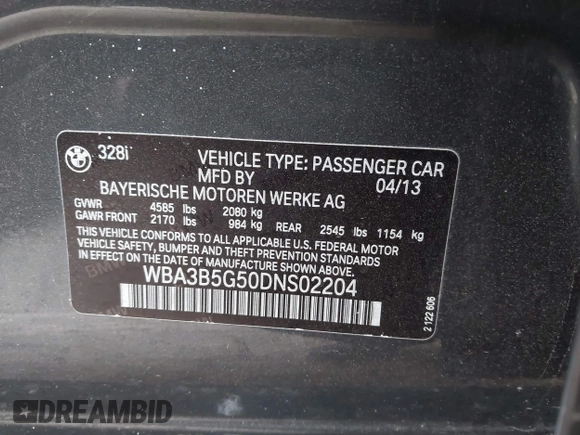 328i
VEHICLE TYPE: PASSENGER CAR
MFD BY 04/13
BAYERISCHE MOTOREN WERKE AG
GVWR 4585 lbs 2080 kg
GAWR FRONT 2170 lbs 984 kg REAR 2545 lbs 1154 kg
THIS VEHICLE CONFORMS TO ALL APPLICABLE U.S. FEDERAL MOTOR
VEHICLE SAFETY, BUMPER AND THEFT PREVENTION STANDARDS
IN EFFECT ON THE DATE OF MANUFACTURE SHOWN ABOVE.
WBA3B5G50DNS02204
2 122 606
DREAMBID